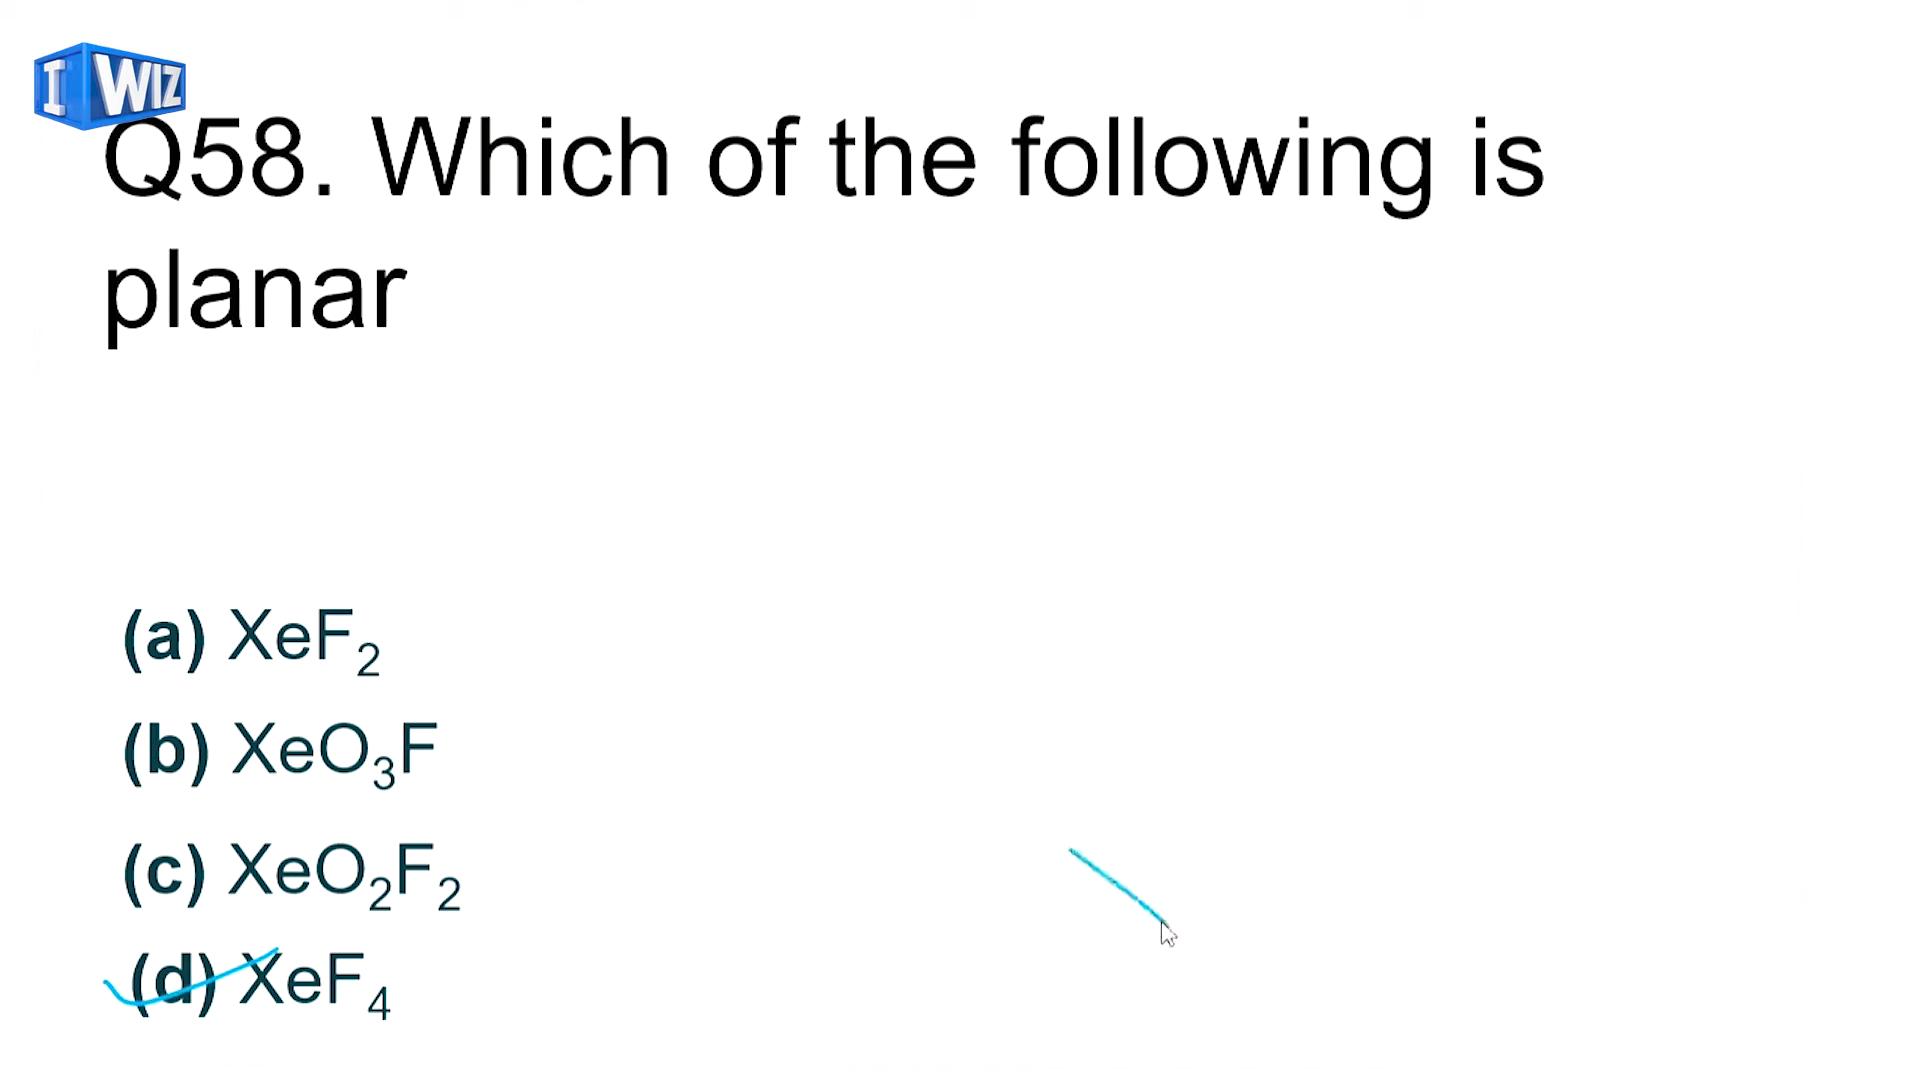 I WIZ
Q58. Which of the following is
planar
(a) XeF₂
(b) XeO₃F
(c) XeO₂F₂
(d) XeF₄